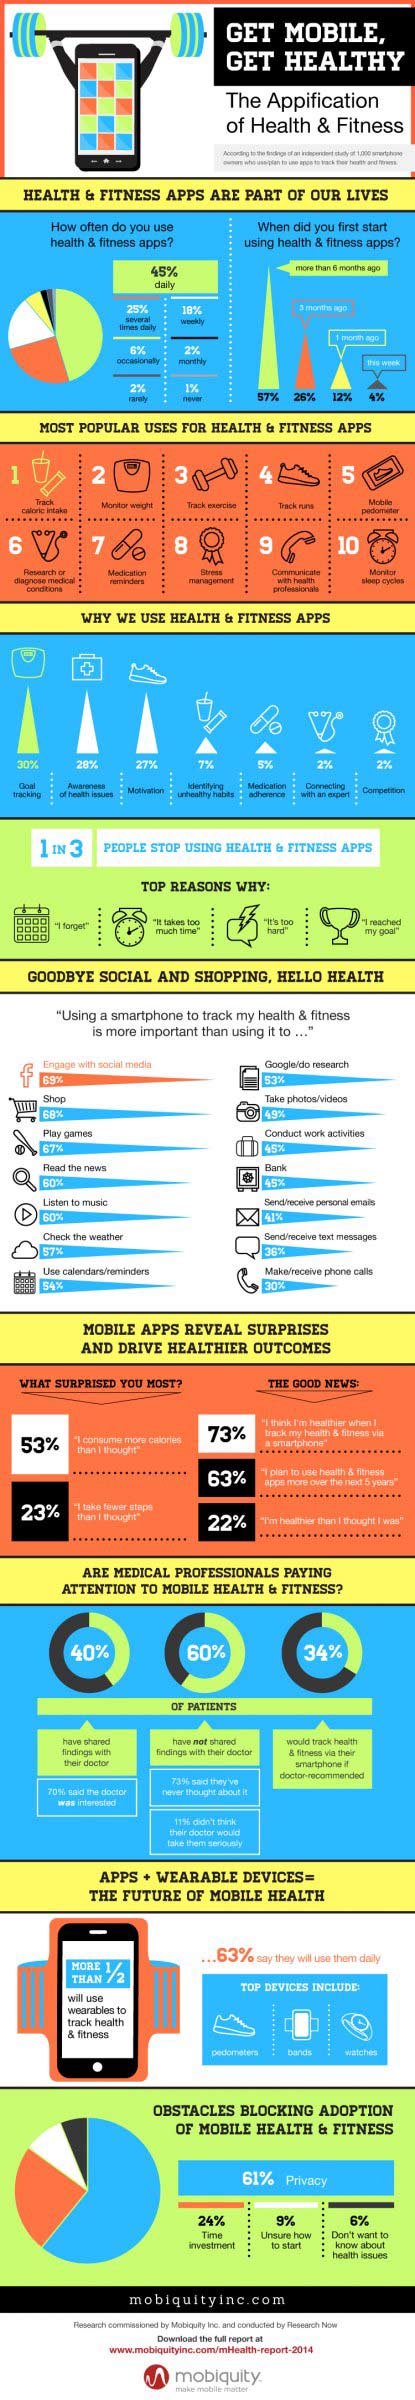 GET MOBILE,
GET HEALTHY
The Appification
of Health & Fitness
According to the findings of an independent study of 1,000 smartphone
owners who use/plan to use apps to track their health and fitness.
HEALTH & FITNESS APPS ARE PART OF OUR LIVES
How often do you use
health & fitness apps?
45%
daily
25%
several
times daily
18%
weekly
6%
occasionally
2%
monthly
2%
rarely
1%
never
When did you first start
using health & fitness apps?
more than 6 months ago
3 months ago
1 month ago
this week
57%
26%
12%
4%
MOST POPULAR USES FOR HEALTH & FITNESS APPS
1
Track
caloric intake
2
Monitor weight
3
Track exercise
4
Track runs
5
Mobile
pedometer
6
Research or
diagnose medical
conditions
7
Medication
reminders
8
Stress
management
9
Communicate
with health
professionals
10
Monitor
sleep cycles
WHY WE USE HEALTH & FITNESS APPS
30%
Goal
tracking
28%
Awareness
of health issues
27%
Motivation
7%
Identifying
unhealthy habits
5%
Medication
adherence
2%
Connecting
with an expert
2%
Competition
1 IN 3
PEOPLE STOP USING HEALTH & FITNESS APPS
TOP REASONS WHY:
"I forget"
"It takes too
much time"
"It's too
hard"
"I reached
my goal"
GOODBYE SOCIAL AND SHOPPING, HELLO HEALTH
"Using a smartphone to track my health & fitness
is more important than using it to ..."
Engage with social media
69%
Shop
68%
Play games
67%
Read the news
60%
Listen to music
60%
Check the weather
57%
Use calendars/reminders
54%
Google/do research
53%
Take photos/videos
49%
Conduct work activities
45%
Bank
45%
Send/receive personal emails
41%
Send/receive text messages
36%
Make/receive phone calls
30%
MOBILE APPS REVEAL SURPRISES
AND DRIVE HEALTHIER OUTCOMES
WHAT SURPRISED YOU MOST?
53%
"I consume more calories
than I thought"
23%
"I take fewer steps
than I thought"
THE GOOD NEWS:
73%
"I think I'm healthier when I
track my health & fitness via
a smartphone"
63%
"I plan to use health & fitness
apps more over the next 5 years"
22%
"I'm healthier than I thought I was"
ARE MEDICAL PROFESSIONALS PAYING
ATTENTION TO MOBILE HEALTH & FITNESS?
40%
60%
34%
OF PATIENTS
have shared
findings with
their doctor
70% said the doctor
was interested
have not shared
findings with their doctor
73% said they've
never thought about it
11% didn't think
their doctor would
take them seriously
would track health
& fitness via their
smartphone if
doctor-recommended
APPS + WEARABLE DEVICES=
THE FUTURE OF MOBILE HEALTH
MORE
THAN 1/2
will use
wearables to
track health
& fitness
...63% say they will use them daily
TOP DEVICES INCLUDE:
pedometers
bands
watches
OBSTACLES BLOCKING ADOPTION
OF MOBILE HEALTH & FITNESS
61% Privacy
24%
Time
investment
9%
Unsure how
to start
6%
Don't want to
know about
health issues
mobiquityinc.com
Research commissioned by Mobiquity Inc. and conducted by Research Now
Download the full report at
www.mobiquityinc.com/mHealth-report-2014
mobiquity
make mobile matter